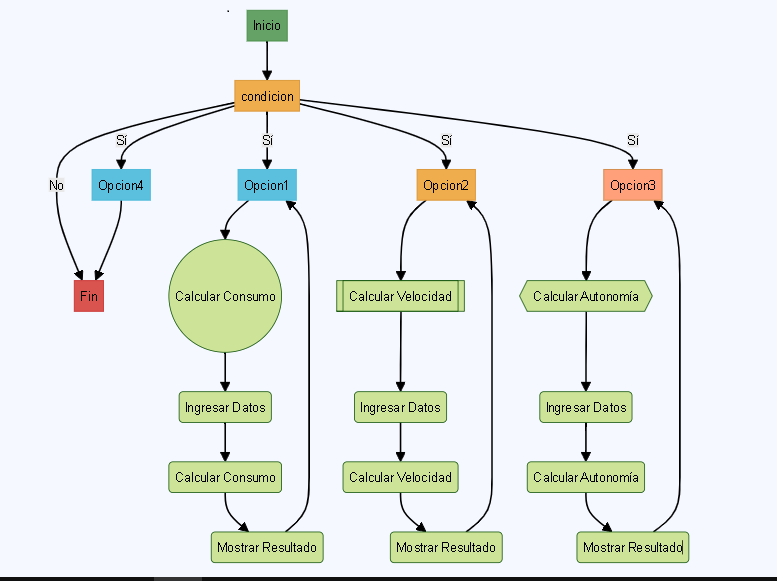 Inicio
condicion
Sí
Sí
Sí
Sí
No
Opcion4
Opcion1
Opcion2
Opcion3
Fin
Calcular Consumo
Calcular Velocidad
Calcular Autonomía
Ingresar Datos
Ingresar Datos
Ingresar Datos
Calcular Consumo
Calcular Velocidad
Calcular Autonomía
Mostrar Resultado
Mostrar Resultado
Mostrar Resultado